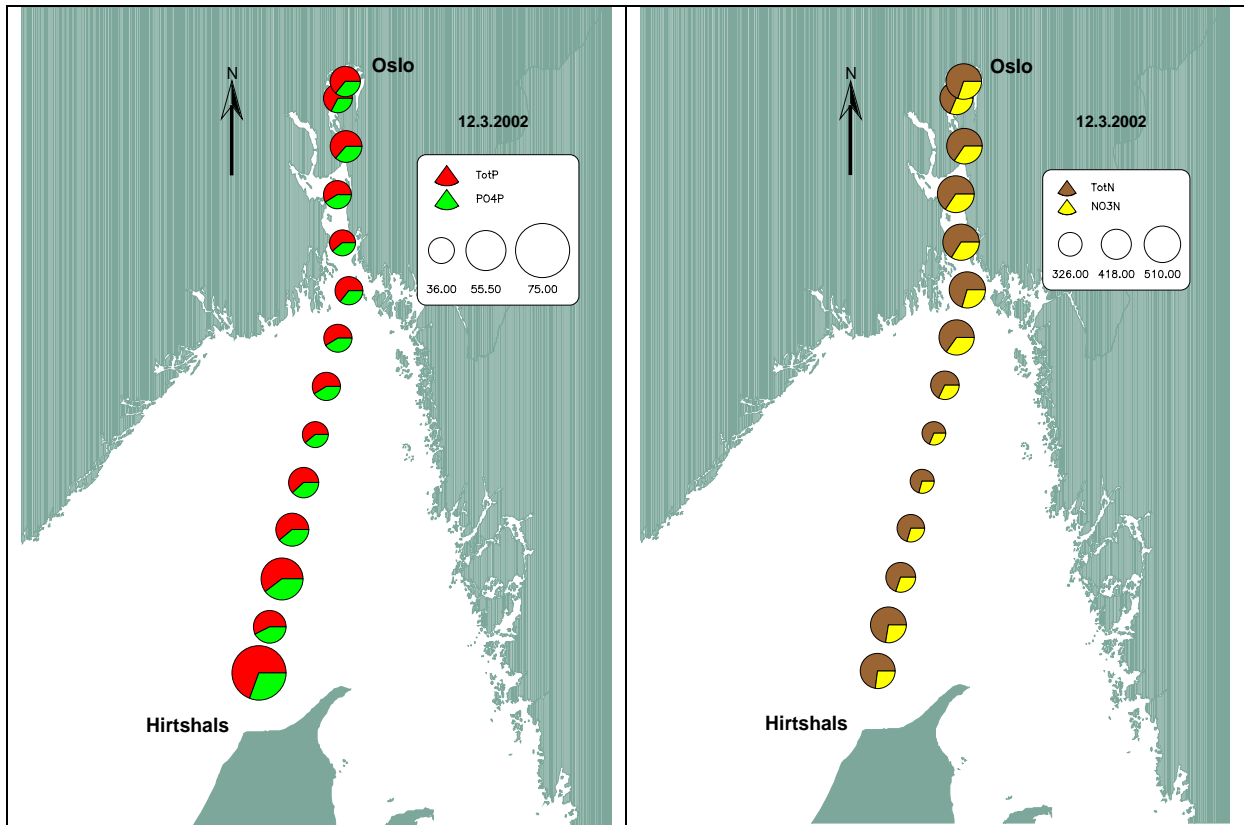 Oslo
N
12.3.2002
TotP
PO4P
36.00 55.50 75.00
Hirtshals
Oslo
N
12.3.2002
TotN
NO3N
326.00 418.00 510.00
Hirtshals